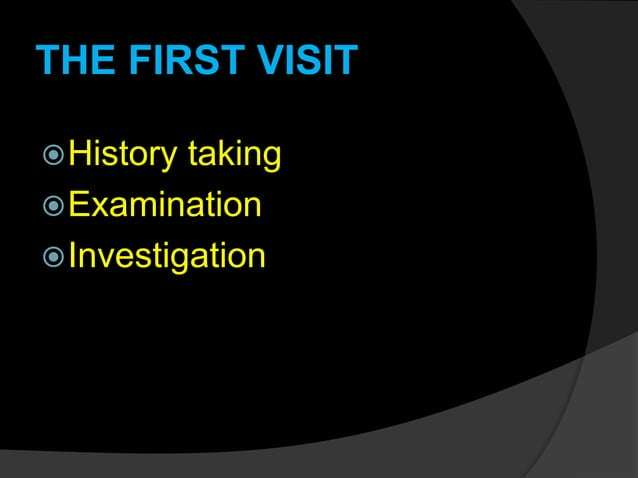 THE FIRST VISIT
History taking
Examination
Investigation